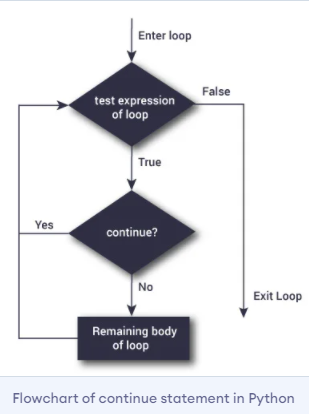 Enter loop
test expression
of loop
False
True
continue?
Yes
No
Exit Loop
Remaining body
of loop
Flowchart of continue statement in Python